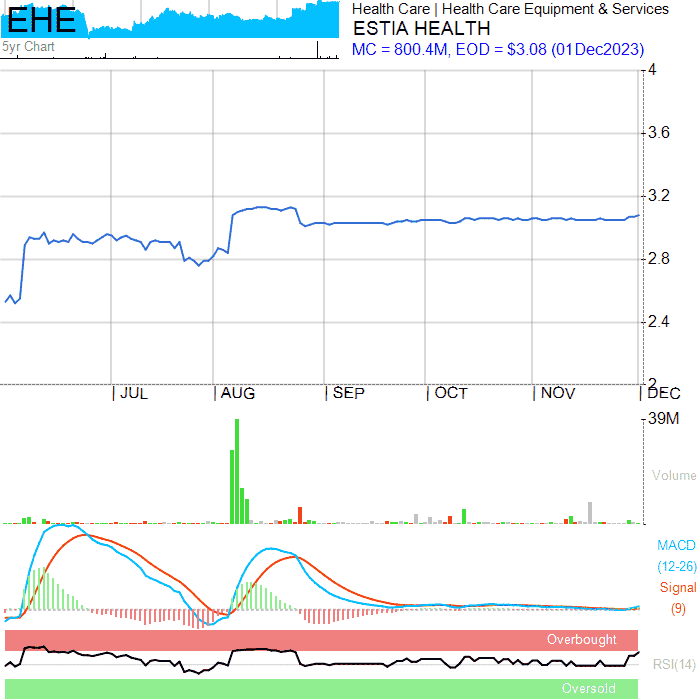 EHE
5yr Chart
Health Care | Health Care Equipment & Services
ESTIA HEALTH
MC = 800.4M, EOD = $3.08 (01Dec2023)
4
3.6
3.2
2.8
2.4
2
JUL
AUG
SEP
OCT
NOV
DEC
39M
Volume
MACD
(12-26)
Signal
(9)
Overbought
RSI(14)
Oversold